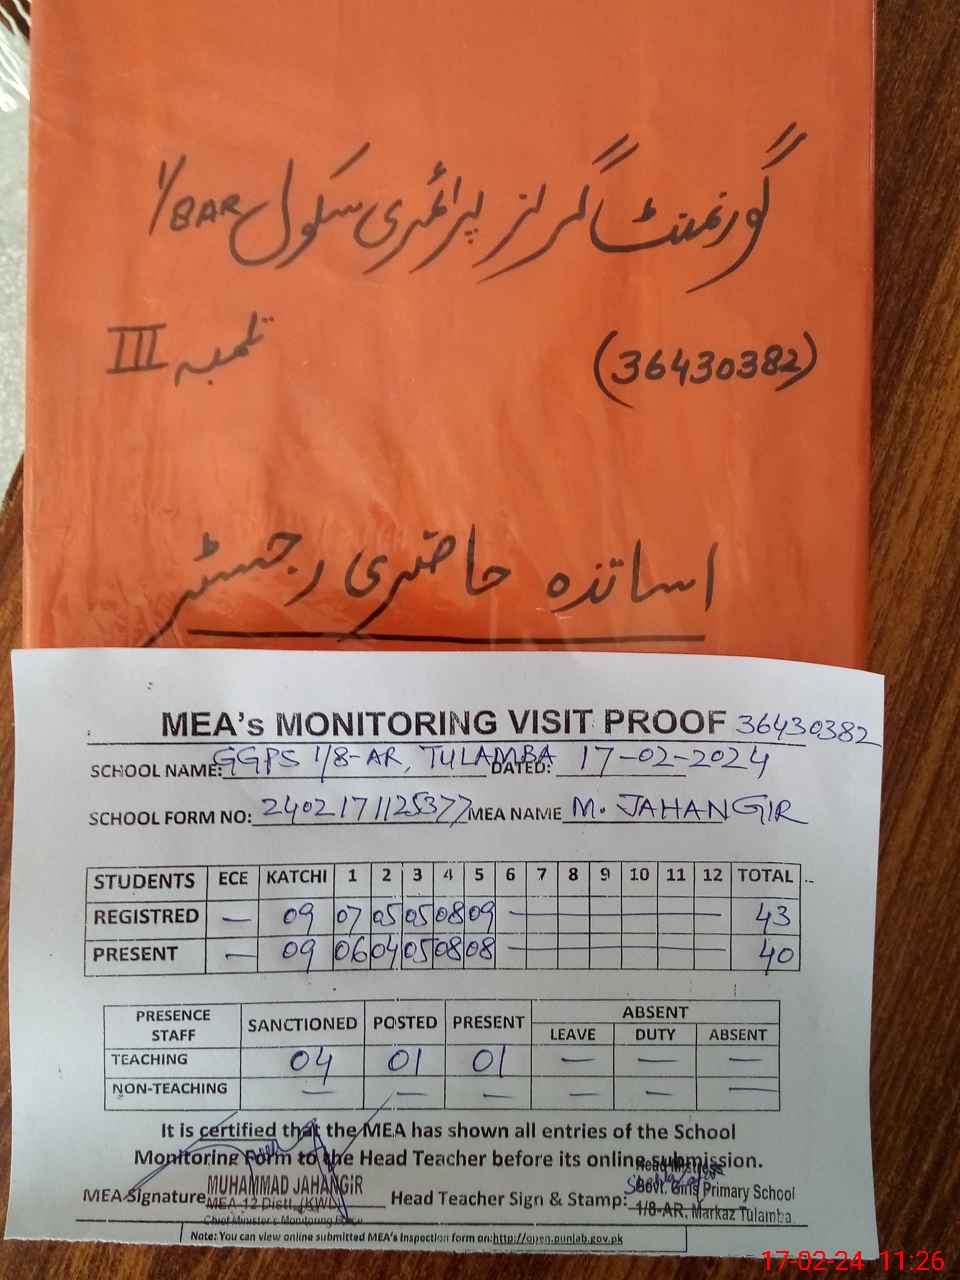 گورنمنٹ گرلز پرائمری سکول 1/8AR
(36430382) تلمبہ III
اساتذہ حاضری رجسٹر
MEA's MONITORING VISIT PROOF 36430382
SCHOOL NAME: GGPS 1/8-AR, TULAMBA DATED: 17-02-2024
SCHOOL FORM NO: 2402171125377 MEA NAME M. JAHANGIR
STUDENTS ECE KATCHI 1 2 3 4 5 6 7 8 9 10 11 12 TOTAL
REGISTRED — 09 07 05 05 08 09 — 43
PRESENT — 09 06 04 05 08 08 — 40
PRESENCE STAFF SANCTIONED POSTED PRESENT ABSENT
LEAVE DUTY ABSENT
TEACHING 04 01 01 — — —
NON-TEACHING — — — — — —
It is certified that the MEA has shown all entries of the School
Monitoring Form to the Head Teacher before its online submission.
Head Mistress
MEA Signature MUHAMMAD JAHANGIR Head Teacher Sign & Stamp: Govt. Girls Primary School
MEA-12 Distt. (KWL) 1/8-AR, Markaz Tulamba
Chief Minister's Monitoring Force
Note: You can view online submitted MEA's inspection form on:http://open.punjab.gov.pk
17-02-24 11:26